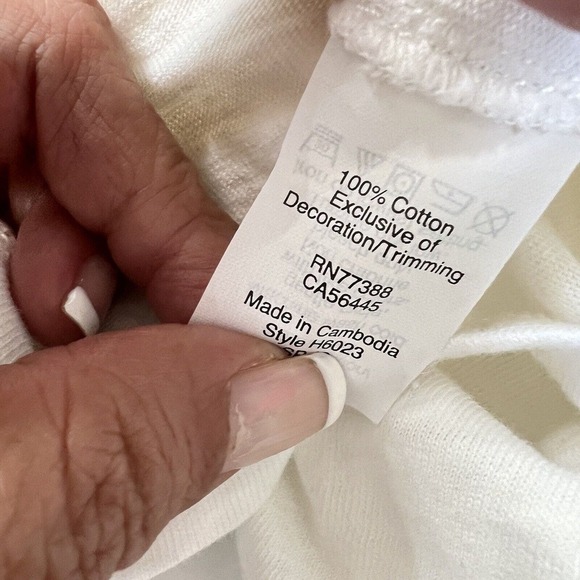 100% Cotton
Exclusive of
Decoration/Trimming
RN77388
CA56445
Made in Cambodia
Style H6023